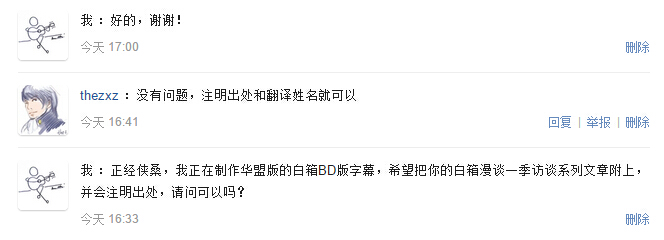 我 : 好的，谢谢！
今天 17:00
删除
thezxz : 没有问题，注明出处和翻译姓名就可以
今天 16:41
回复 | 举报 | 删除
我 : 正经侠桑，我正在制作华盟版的白箱BD版字幕，希望把你的白箱漫谈一季访谈系列文章附上，
并会注明出处，请问可以吗？
今天 16:33
删除